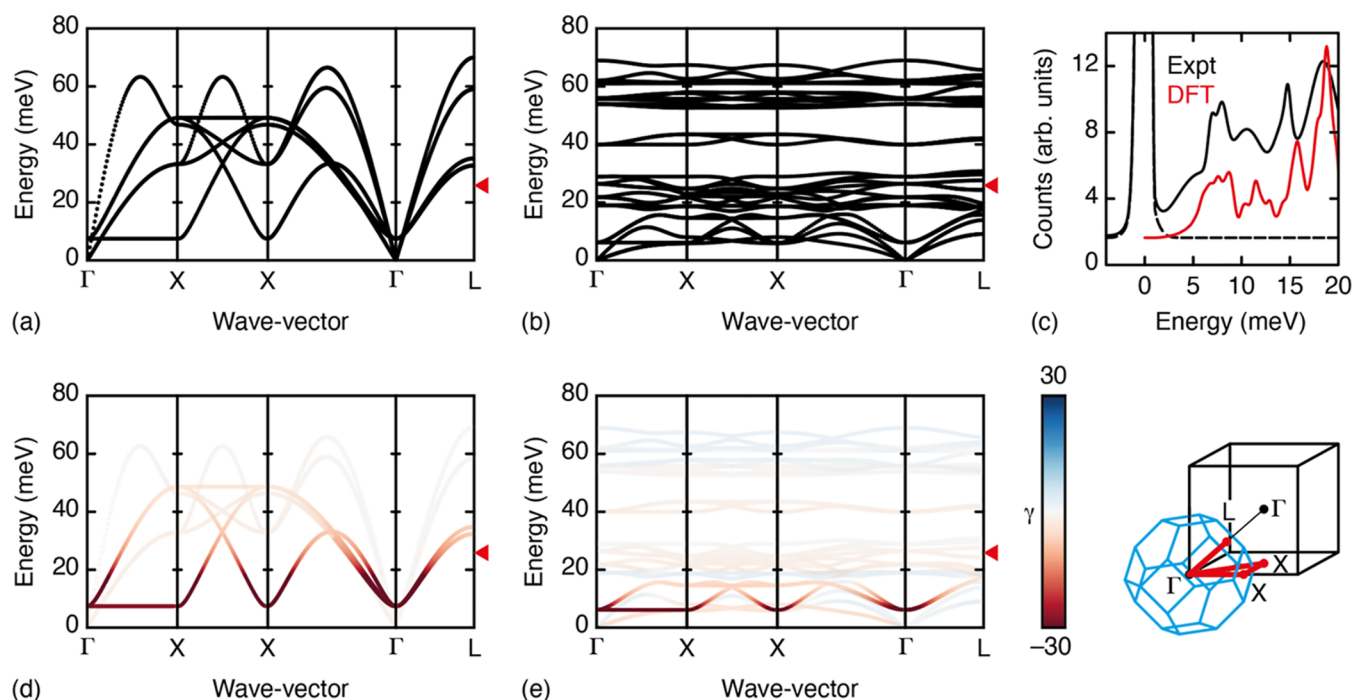 80
60
40
20
0
Energy (meV)
Γ X X Γ L
(a) Wave-vector
80
60
40
20
0
Energy (meV)
Γ X X Γ L
(b) Wave-vector
12
8
4
0
Counts (arb. units)
Expt
DFT
0 5 10 15 20
(c) Energy (meV)
80
60
40
20
0
Energy (meV)
Γ X X Γ L
(d) Wave-vector
80
60
40
20
0
Energy (meV)
Γ X X Γ L
(e) Wave-vector
30
γ
−30
L Γ
Γ X
X